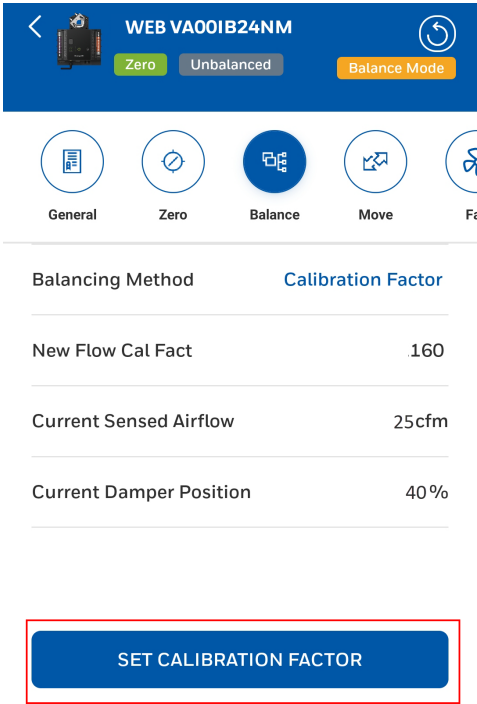 WEB VA00IB24NM
Zero Unbalanced Balance Mode
General Zero Balance Move Fa
Balancing Method Calibration Factor
New Flow Cal Fact 160
Current Sensed Airflow 25cfm
Current Damper Position 40%
SET CALIBRATION FACTOR